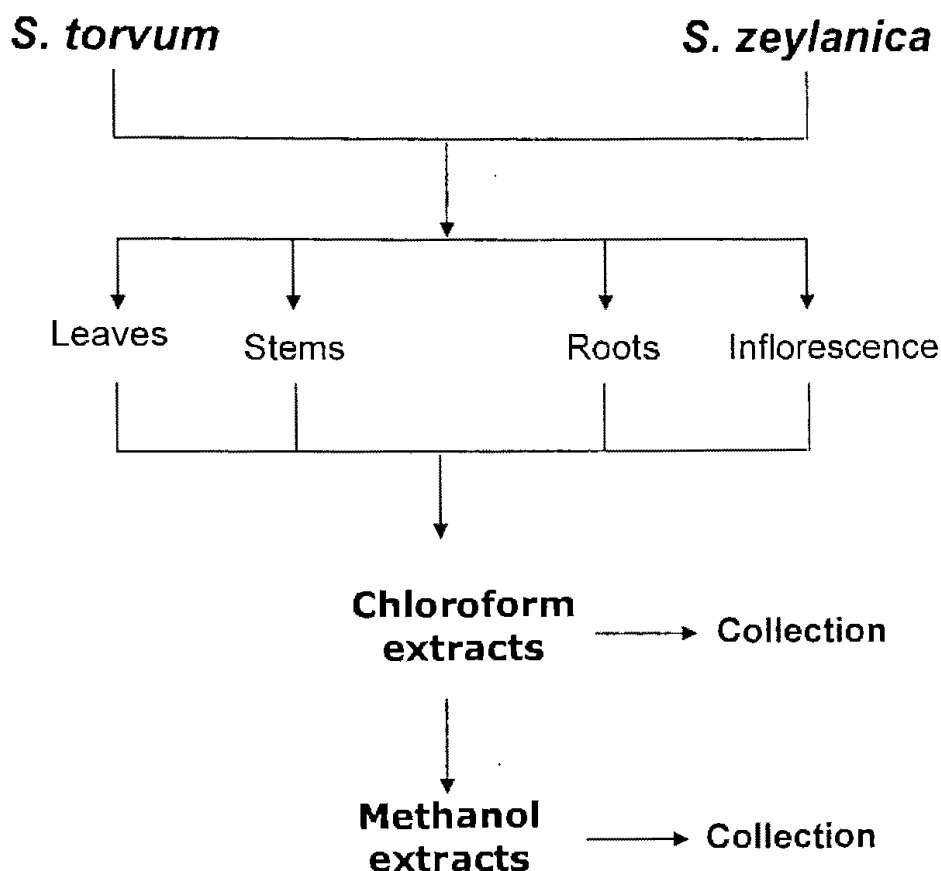 S. torvum
S. zeylanica
Leaves
Stems
Roots
Inflorescence
Chloroform
extracts
Collection
Methanol
extracts
Collection